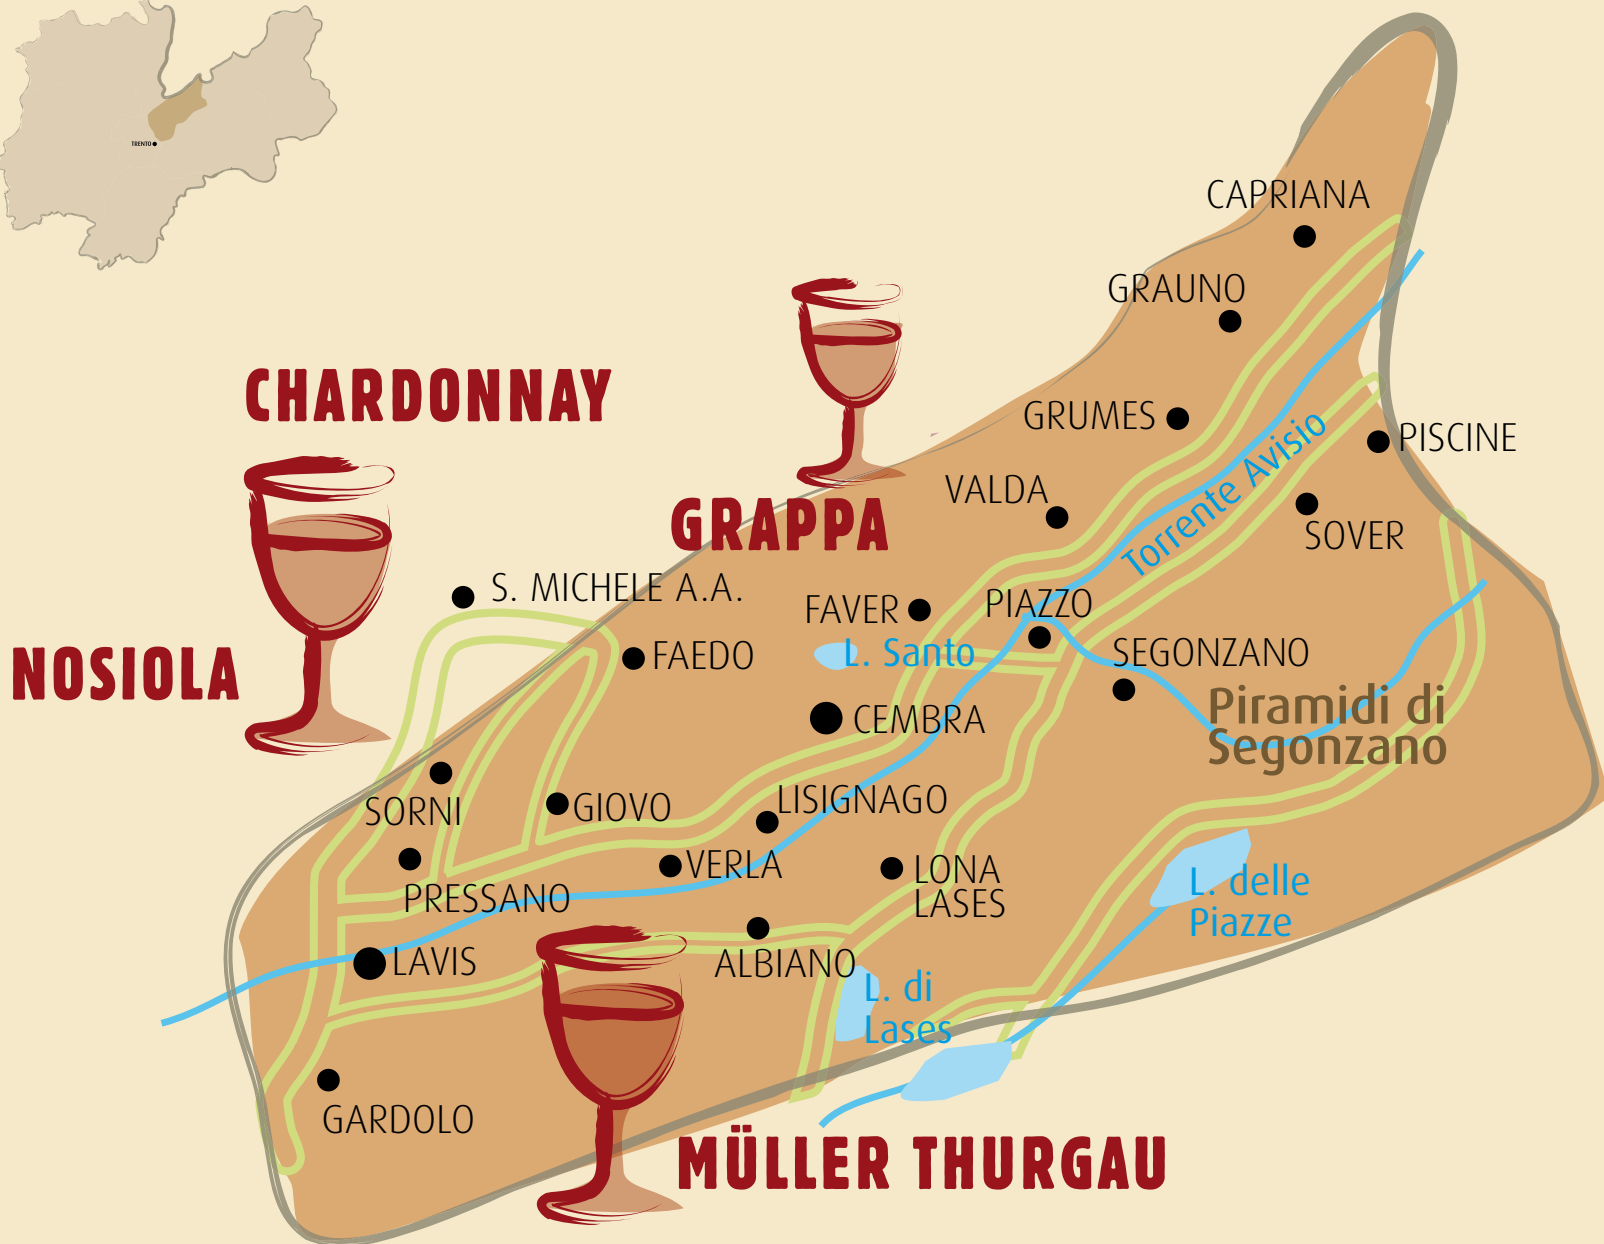 TRENTO
CAPRIANA
GRAUNO
CHARDONNAY
GRUMES
PISCINE
Torrente Avisio
VALDA
GRAPPA
SOVER
S. MICHELE A.A.
FAVER
PIAZZO
NOSIOLA
FAEDO
L. Santo
SEGONZANO
CEMBRA
Piramidi di
Segonzano
SORNI
GIOVO
LISIGNAGO
VERLA
LONA
LASES
L. delle
Piazze
PRESSANO
LAVIS
ALBIANO
L. di
Lases
GARDOLO
MÜLLER THURGAU